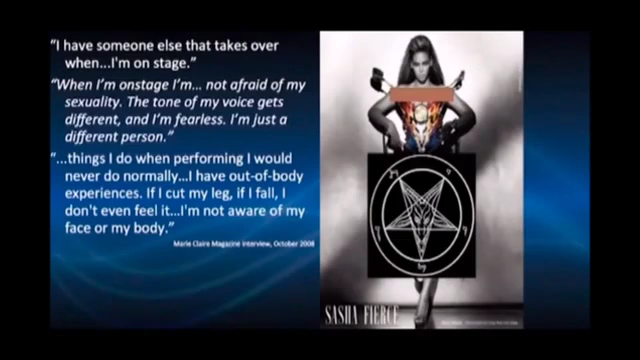 “I have someone else that takes over
when...I'm on stage.”
“When I’m onstage I’m... not afraid of my
sexuality. The tone of my voice gets
different, and I’m fearless. I’m just a
different person.”
“...things I do when performing I would
never do normally...I have out-of-body
experiences. If I cut my leg, if I fall, I
don't even feel it...I'm not aware of my
face or my body.”
Marie Claire Magazine interview, October 2008
SASHA FIERCE